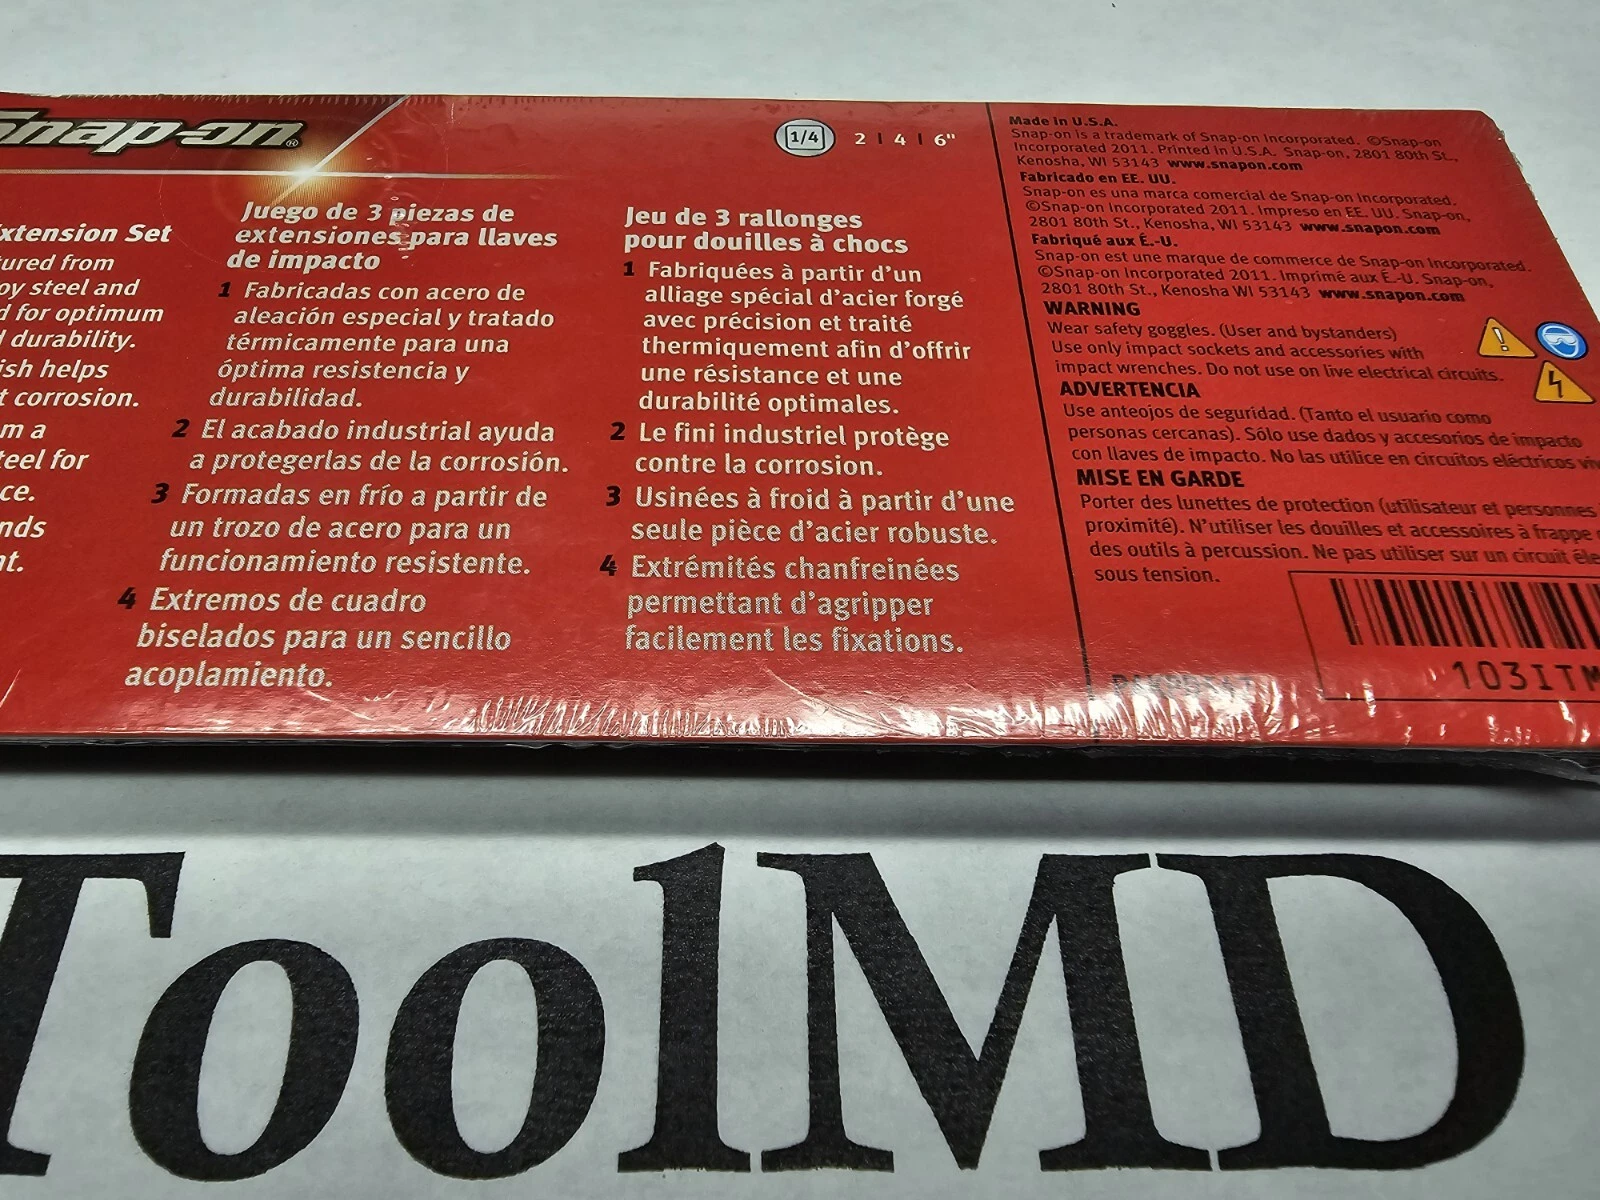 Snap-on®
1/4 2 | 4 | 6"
Extension Set
steel and
for optimum
durability.
helps
corrosion.
m a
for
nds
Juego de 3 piezas de
extensiones para llaves
de impacto
1 Fabricadas con acero de
aleación especial y tratado
térmicamente para una
óptima resistencia y
durabilidad.
2 El acabado industrial ayuda
a protegerlas de la corrosión.
3 Formadas en frío a partir de
un trozo de acero para un
funcionamiento resistente.
4 Extremos de cuadro
biselados para un sencillo
acoplamiento.
Jeu de 3 rallonges
pour douilles à chocs
1 Fabriquées à partir d'un
alliage spécial d'acier forgé
avec précision et traité
thermiquement afin d'offrir
une résistance et une
durabilité optimales.
2 Le fini industriel protège
contre la corrosion.
3 Usinées à froid à partir d'une
seule pièce d'acier robuste.
4 Extrémités chanfreinées
permettant d'agripper
facilement les fixations.
Made in U.S.A.
Snap-on is a trademark of Snap-on Incorporated. ©Snap-on
Incorporated 2011. Printed in U.S.A. Snap-on, 2801 80th St.,
Kenosha, WI 53143 www.snapon.com
Fabricado en EE. UU.
Snap-on es una marca comercial de Snap-on Incorporated.
©Snap-on Incorporated 2011. Impreso en EE. UU. Snap-on,
2801 80th St., Kenosha, WI 53143 www.snapon.com
Fabriqué aux É.-U.
Snap-on est une marque de commerce de Snap-on Incorporated.
©Snap-on Incorporated 2011. Imprimé aux É.-U. Snap-on,
2801 80th St., Kenosha WI 53143 www.snapon.com
WARNING
Wear safety goggles. (User and bystanders)
Use only impact sockets and accessories with
impact wrenches. Do not use on live electrical circuits.
ADVERTENCIA
Use anteojos de seguridad. (Tanto el usuario como
personas cercanas). Sólo use dados y accesorios de impacto
con llaves de impacto. No las utilice en circuitos eléctricos
MISE EN GARDE
Porter des lunettes de protection (utilisateur et personnes
proximité). N'utiliser les douilles et accessoires à frappe
des outils à percussion. Ne pas utiliser sur un circuit
sous tension.
103ITM
ToolMD